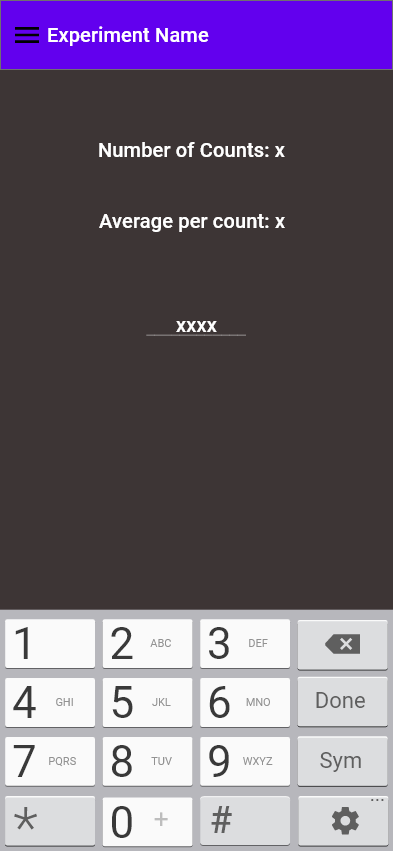 Experiment Name
Number of Counts: x
Average per count: x
xxxx
1 2 ABC 3 DEF
4 GHI 5 JKL 6 MNO Done
7 PQRS 8 TUV 9 WXYZ Sym
* 0 + # ...